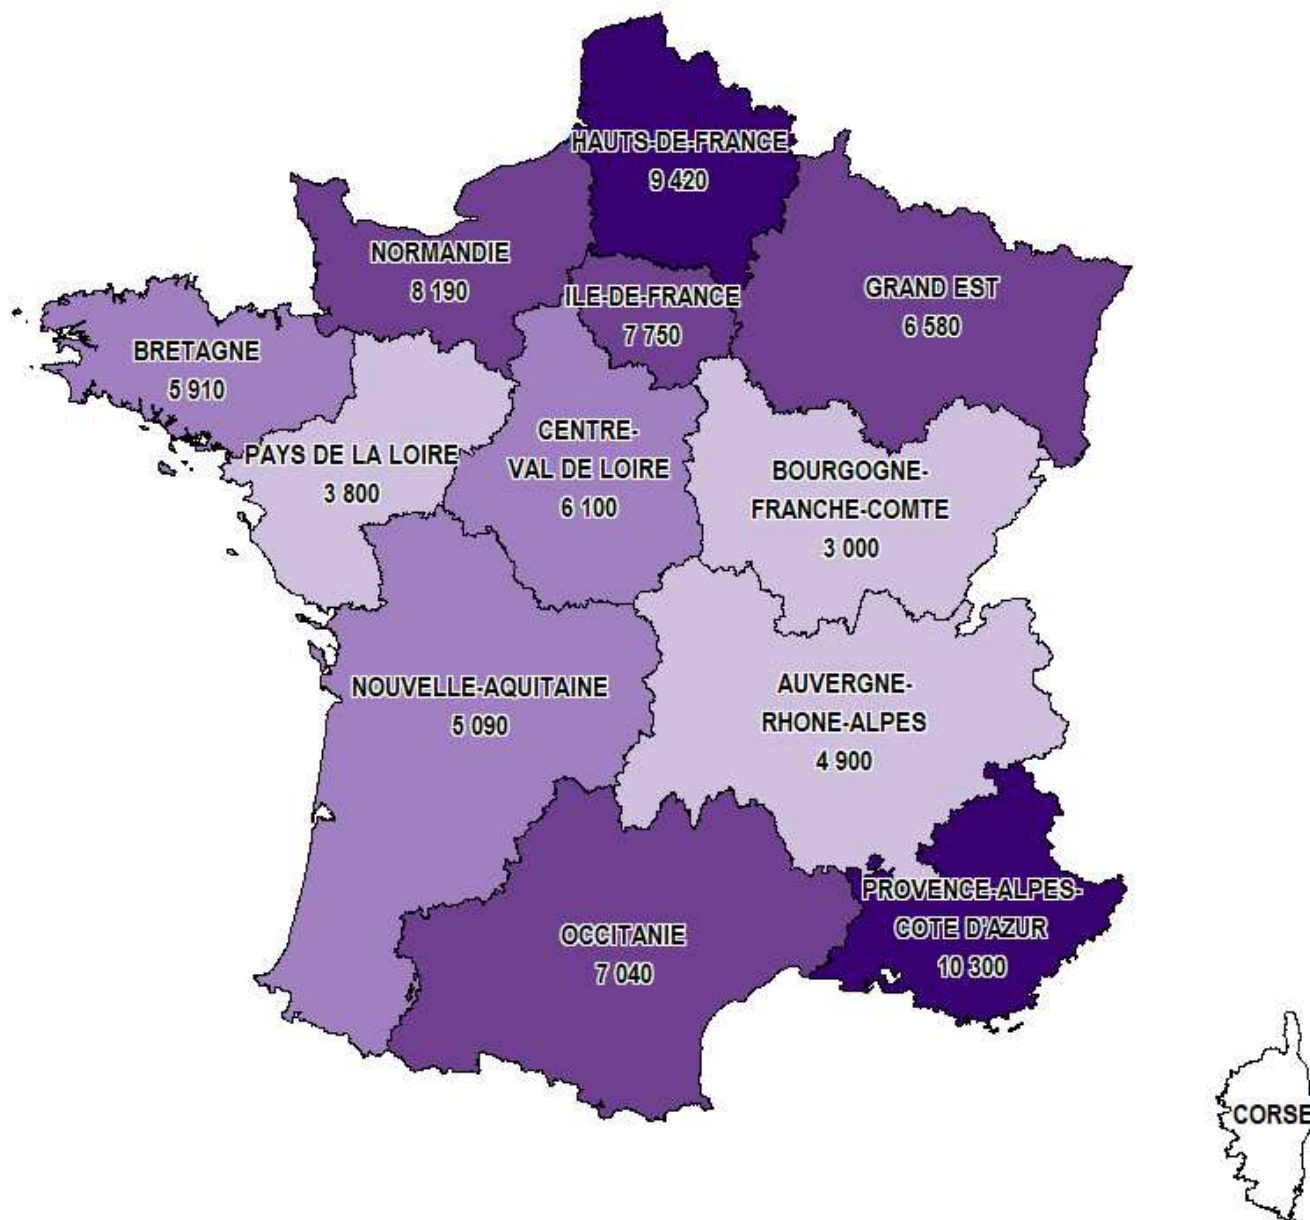 HAUTS-DE-FRANCE
9 420
NORMANDIE
8 190
ILE-DE-FRANCE
7 750
GRAND EST
6 580
BRETAGNE
5 910
PAYS DE LA LOIRE
3 800
CENTRE-
VAL DE LOIRE
6 100
BOURGOGNE-
FRANCHE-COMTE
3 000
NOUVELLE-AQUITAINE
5 090
AUVERGNE-
RHONE-ALPES
4 900
OCCITANIE
7 040
PROVENCE-ALPES-
COTE D'AZUR
10 300
CORSE